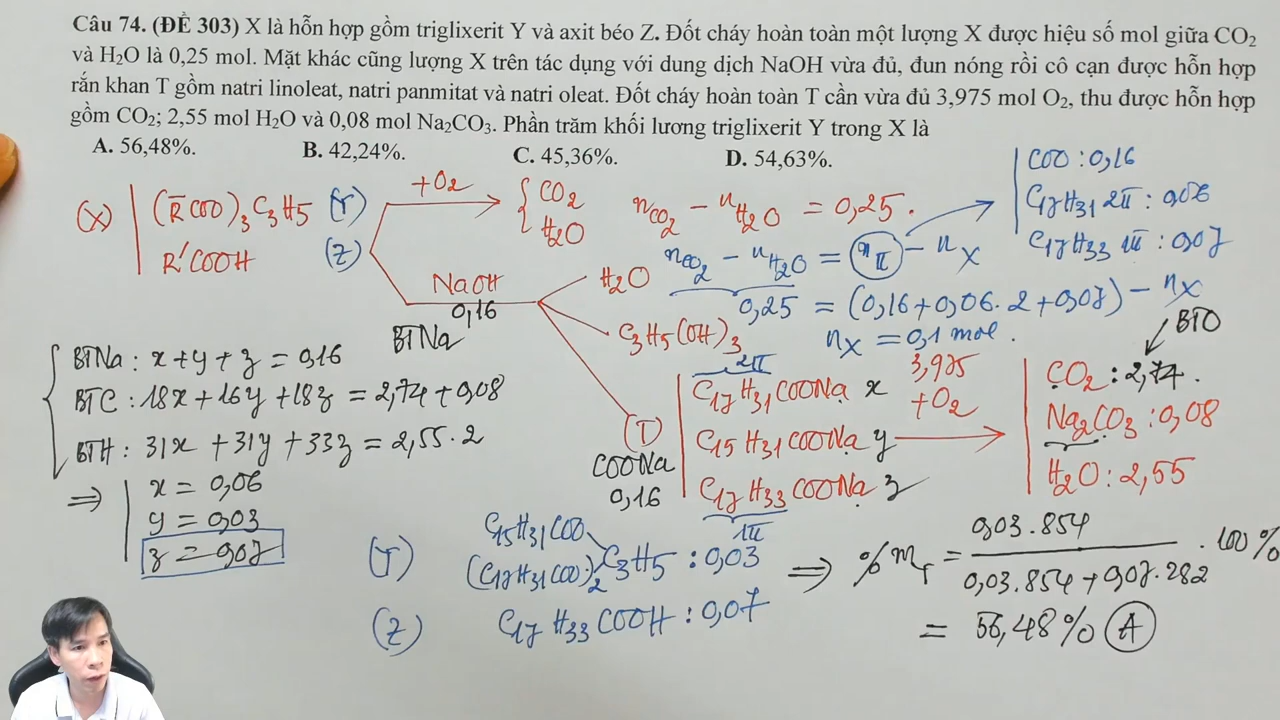 Câu 74. (ĐỀ 303) X là hỗn hợp gồm triglixerit Y và axit béo Z. Đốt cháy hoàn toàn một lượng X được hiệu số mol giữa CO₂
và H₂O là 0,25 mol. Mặt khác cũng lượng X trên tác dụng với dung dịch NaOH vừa đủ, đun nóng rồi cô cạn được hỗn hợp
rắn khan T gồm natri linoleat, natri panmitat và natri oleat. Đốt cháy hoàn toàn T cần vừa đủ 3,975 mol O₂, thu được hỗn hợp
gồm CO₂; 2,55 mol H₂O và 0,08 mol Na₂CO₃. Phần trăm khối lương triglixerit Y trong X là
A. 56,48%. B. 42,24%. C. 45,36%. D. 54,63%.
(X) (R̄COO)₃C₃H₅ (Y)
R'COOH (Z)
+O₂
CO₂
H₂O
nCO₂ - nH₂O = 0,25.
COO : 0,16
C₁₇H₃₁ 2π : 0,06
C₁₇H₃₃ 1π : 0,07
nCO₂ - nH₂O = nπ - nX
0,25 = (0,16+0,06.2+0,07) - nX
nX = 0,1 mol.
NaOH
0,16
BTNa
H₂O
C₃H₅(OH)₃
BTNa : x+y+z = 0,16
BTC : 18x+16y+18z = 2,74+0,08
BTH : 31x+31y+33z = 2,55.2
⇒ x = 0,06
y = 0,03
z = 0,07
(T)
COONa
0,16
2π
C₁₇H₃₁COONa x
C₁₅H₃₁COONa y
C₁₇H₃₃COONa z
1π
3,975
+O₂
BTO
CO₂ : 2,74.
Na₂CO₃ : 0,08
H₂O : 2,55
(Y) C₁₅H₃₁COO
(C₁₇H₃₁COO)₂ C₃H₅ : 0,03
(Z) C₁₇H₃₃COOH : 0,07
⇒ %mY = 0,03.854 / 0,03.854+0,07.282 . 100%
= 56,48% (A)